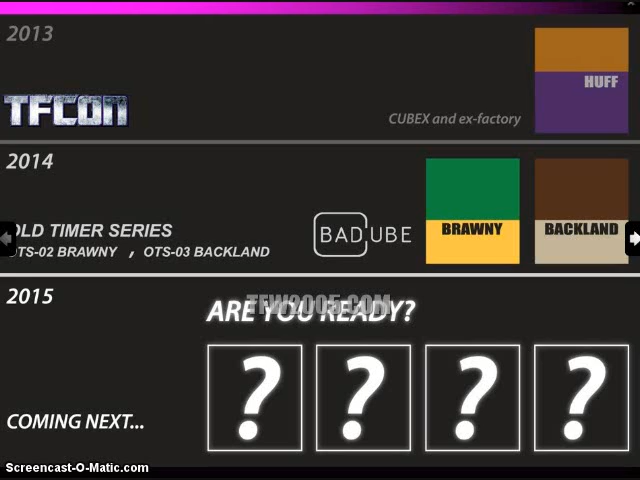 2013
TFCON
CUBEX and ex-factory
HUFF
2014
OLD TIMER SERIES
OTS-02 BRAWNY , OTS-03 BACKLAND
BADCUBE
BRAWNY
BACKLAND
2015
ARE YOU READY?
TFW2005.COM
? ? ? ?
COMING NEXT...
Screencast-O-Matic.com